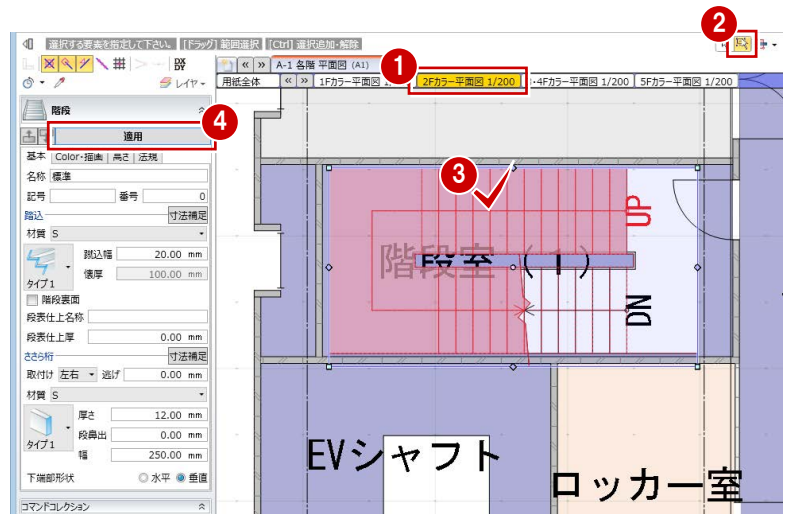 2
選択する要素を指定して下さい。 [ドラッグ] 範囲選択 [Ctrl] 選択追加・解除
1
« » A-1 各階 平面図 (A1)
レイヤ
用紙全体 « » 1Fカラー平面図 1/ 2Fカラー平面図 1/200 ・4Fカラー平面図 1/200 5Fカラー平面図 1/200
階段
4
適用
基本 Color・描画 高さ 法規
3
名称 標準
記号 番号 0
踏込 寸法補足
UP
材質 S
蹴込幅 20.00 mm
階段室(1)
懐厚 100.00 mm
タイプ1
階段裏面
DN
段表仕上名称
段表仕上厚 0.00 mm
ささら桁 寸法補足
取付け 左右 逃げ 0.00 mm
材質 S
厚さ 12.00 mm
段鼻出 0.00 mm
タイプ1
幅 250.00 mm
EVシャフト
ロッカー室
下端部形状 水平 垂直
コマンドコレクション